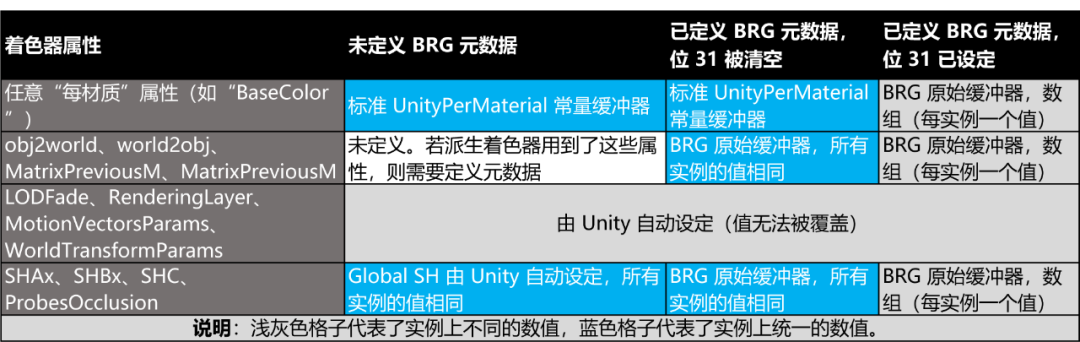 着色器属性
未定义 BRG 元数据
已定义 BRG 元数据，
位 31 被清空
已定义 BRG 元数据，
位 31 已设定
任意“每材质”属性（如“BaseColor
”）
标准 UnityPerMaterial 常量缓冲器
标准 UnityPerMaterial
常量缓冲器
BRG 原始缓冲器，数
组（每实例一个值）
obj2world、world2obj、
MatrixPreviousM、MatrixPreviousM
未定义。若派生着色器用到了这些属
性，则需要定义元数据
BRG 原始缓冲器，所有
实例的值相同
BRG 原始缓冲器，数
组（每实例一个值）
LODFade、RenderingLayer、
MotionVectorsParams、
WorldTransformParams
由 Unity 自动设定（值无法被覆盖）
SHAx、SHBx、SHC、
ProbesOcclusion
Global SH 由 Unity 自动设定，所有
实例的值相同
BRG 原始缓冲器，所有
实例的值相同
BRG 原始缓冲器，数
组（每实例一个值）
说明：浅灰色格子代表了实例上不同的数值，蓝色格子代表了实例上统一的数值。